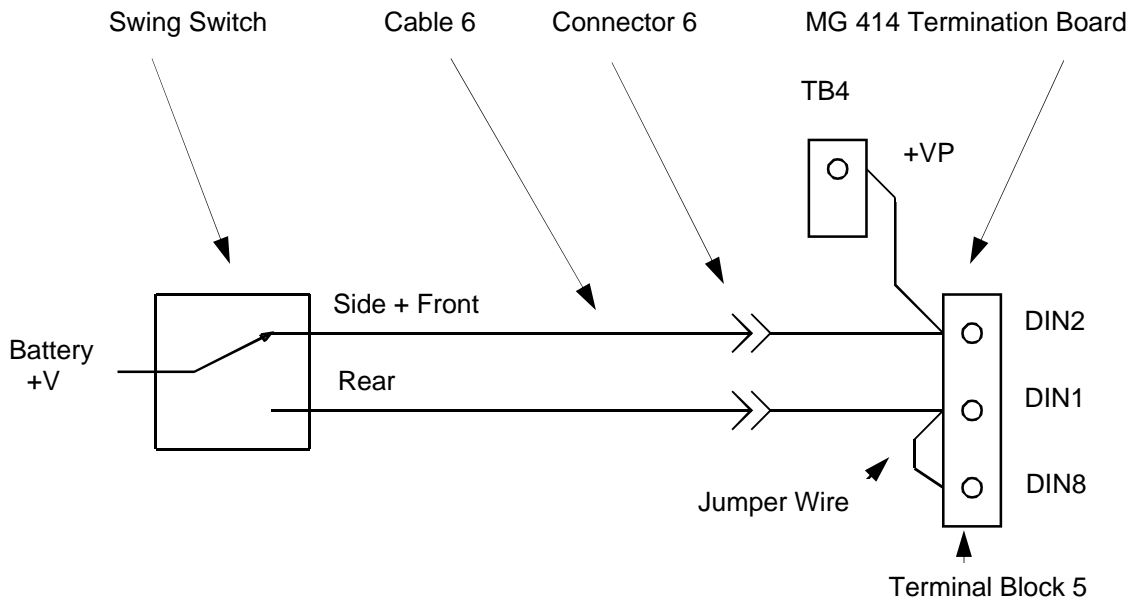 Swing Switch
Cable 6
Connector 6
MG 414 Termination Board
TB4
+VP
Side + Front
DIN2
Battery
+V
Rear
DIN1
DIN8
Jumper Wire
Terminal Block 5